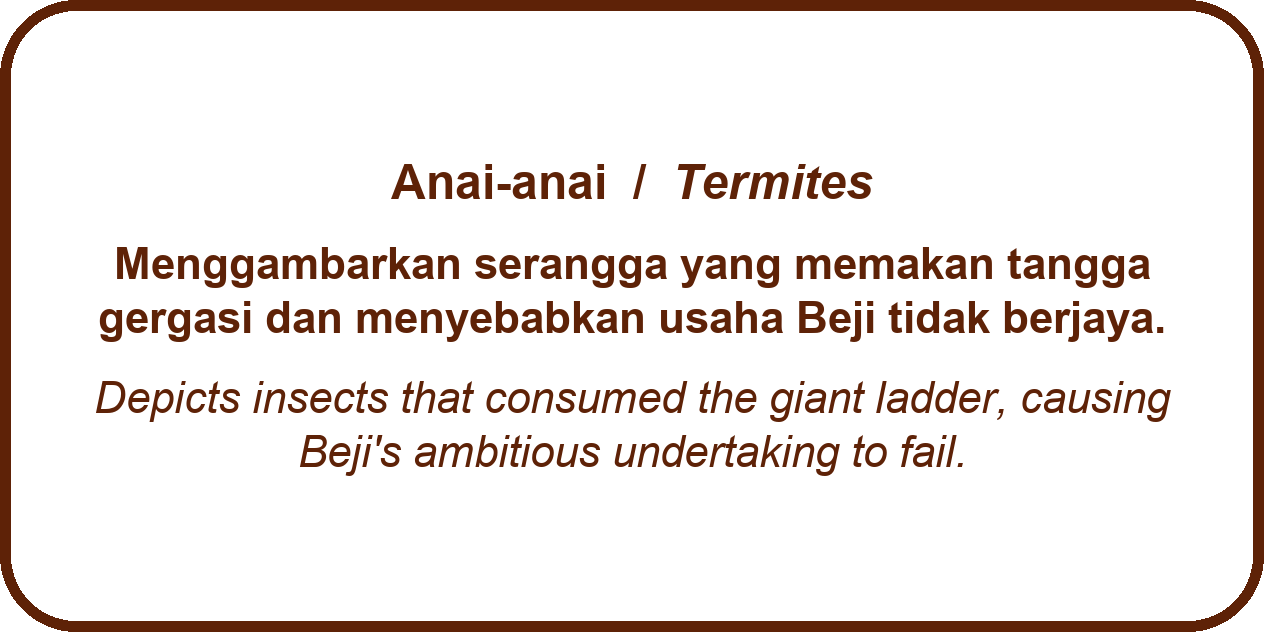 Anai-anai / Termites
Menggambarkan serangga yang memakan tangga
gergasi dan menyebabkan usaha Beji tidak berjaya.
Depicts insects that consumed the giant ladder, causing
Beji's ambitious undertaking to fail.